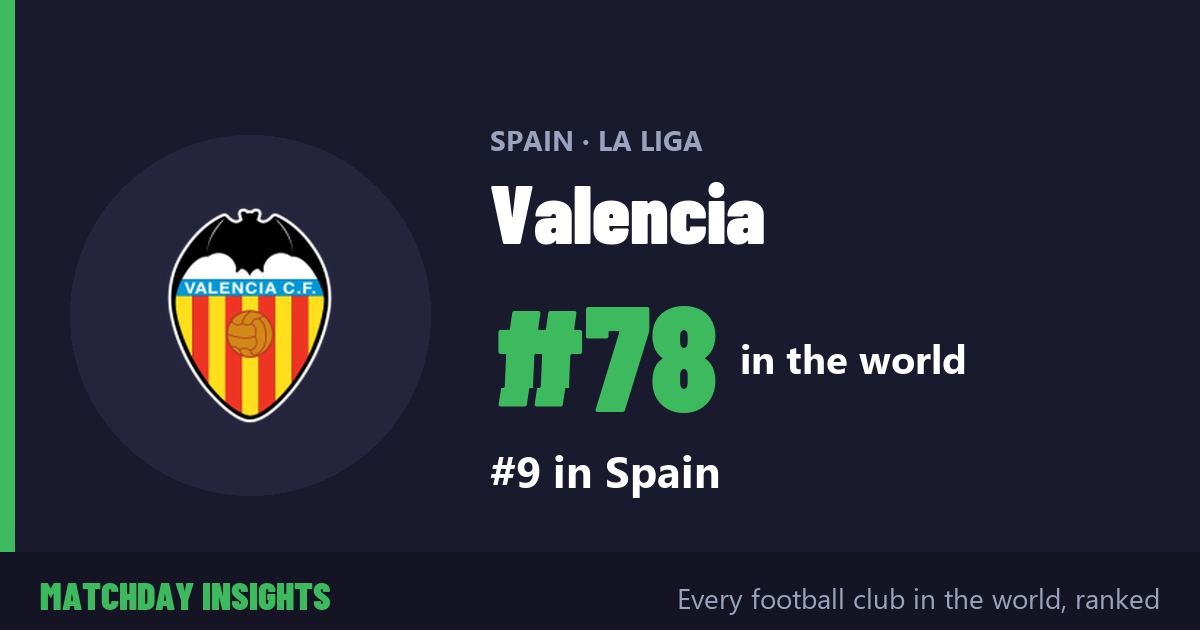 SPAIN · LA LIGA
Valencia
VALENCIA C.F.
#78 in the world
#9 in Spain
MATCHDAY INSIGHTS
Every football club in the world, ranked